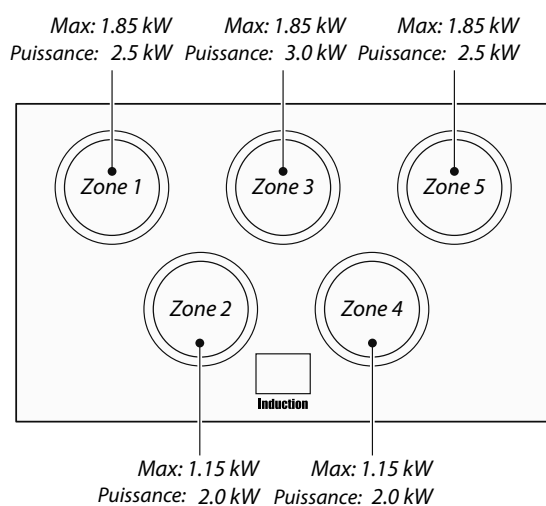 Max: 1.85 kW Max: 1.85 kW Max: 1.85 kW
Puissance: 2.5 kW Puissance: 3.0 kW Puissance: 2.5 kW
Zone 1 Zone 3 Zone 5
Zone 2 Zone 4
Induction
Max: 1.15 kW Max: 1.15 kW
Puissance: 2.0 kW Puissance: 2.0 kW